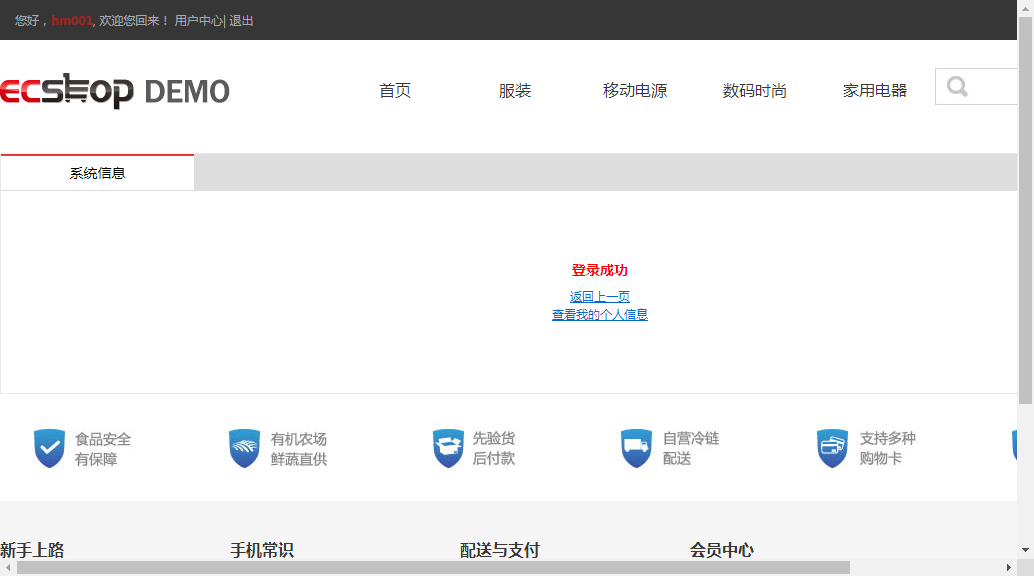 您好，hm001, 欢迎您回来！ 用户中心| 退出
ECSHOP DEMO
首页 服装 移动电源 数码时尚 家用电器
系统信息
登录成功
返回上一页
查看我的个人信息
食品安全
有保障
有机农场
鲜蔬直供
先验货
后付款
自营冷链
配送
支持多种
购物卡
新手上路 手机常识 配送与支付 会员中心